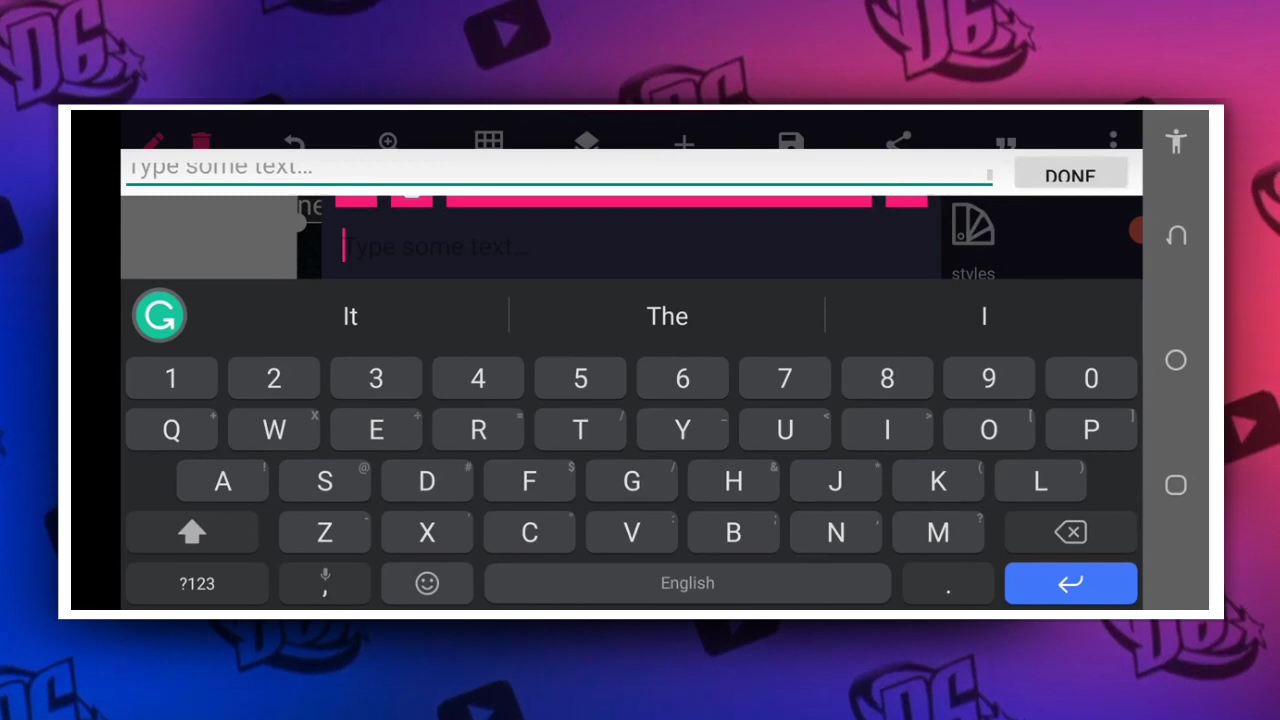 Type some text...
DONE
ne
Type some text...
styles
It The I
1 2 3 4 5 6 7 8 9 0
Q + W X E ÷ R = T / Y _ U < I > O [ P ]
A ! S @ D # F $ G / H & J * K ( L )
Z - X ' C " V : B ; N , M ?
?123 , English .